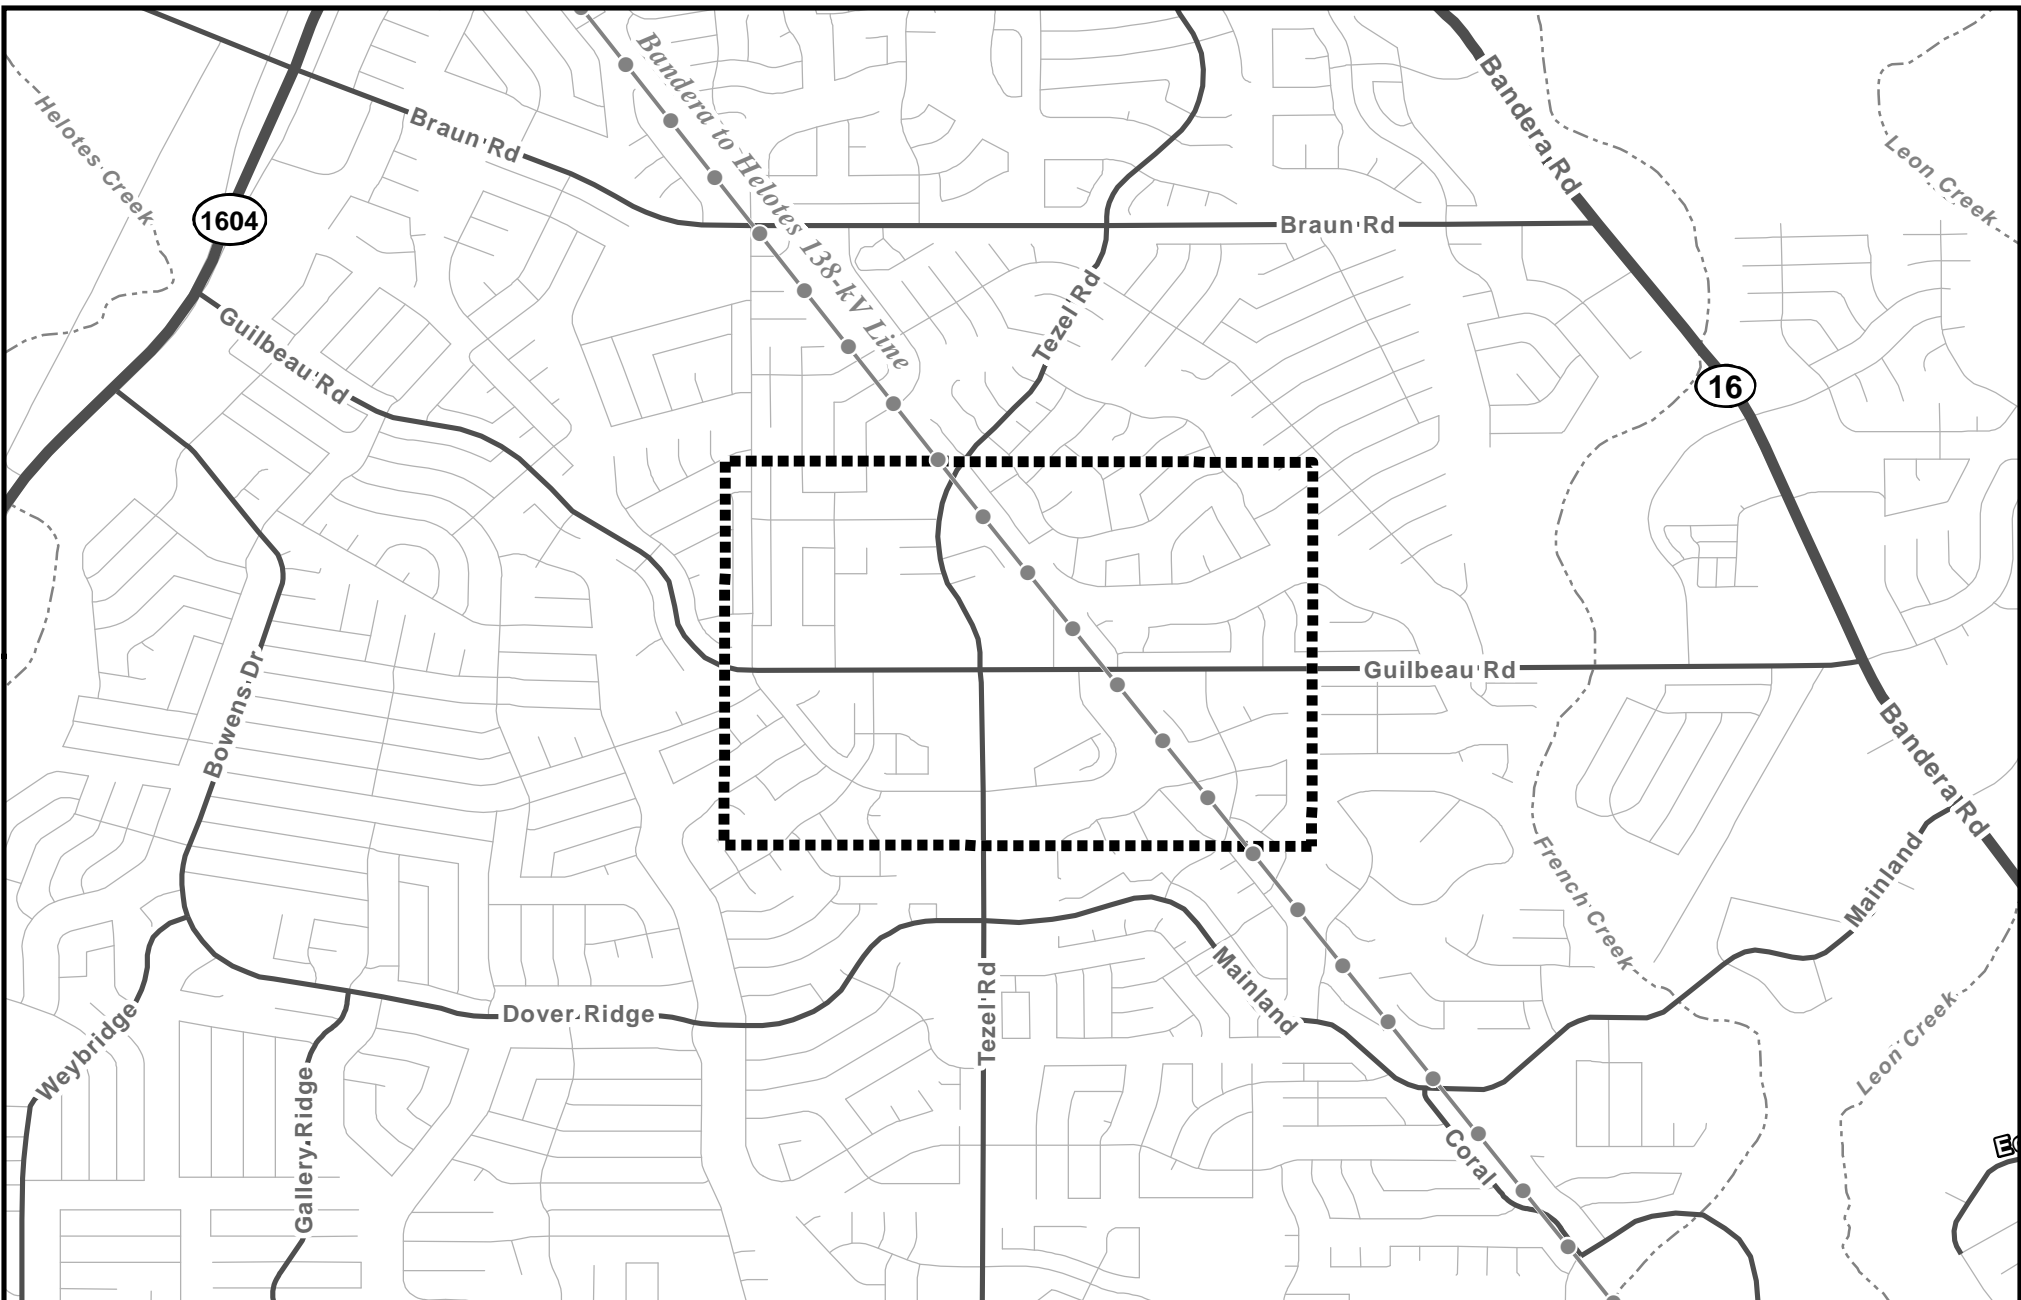 Bandera to Helotes 138-kV Line
Bandera Rd
Helotes Creek
Braun Rd
Leon Creek
1604
Braun Rd
Tezel Rd
Guilbeau Rd
16
Guilbeau Rd
Bowens Dr
Bandera Rd
French Creek
Mainland
Mainland
Tezel Rd
Dover Ridge
Weybridge
Leon Creek
Gallery Ridge
Coral